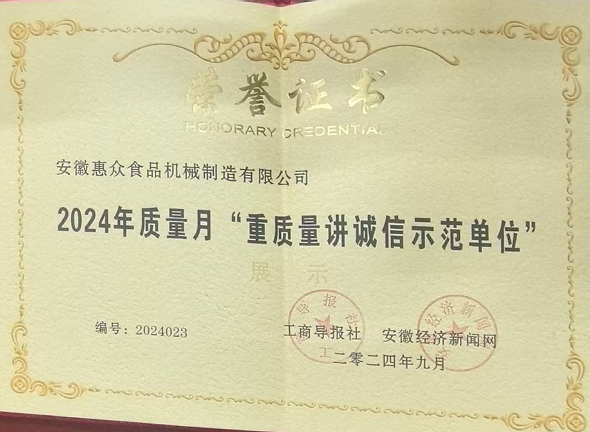 荣誉证书
HONORARY CREDENTIAL
安徽惠众食品机械制造有限公司
2024年质量月“重质量讲诚信示范单位”
展示
编号：2024023
工商导报社 安徽经济新闻网
二零二四年九月